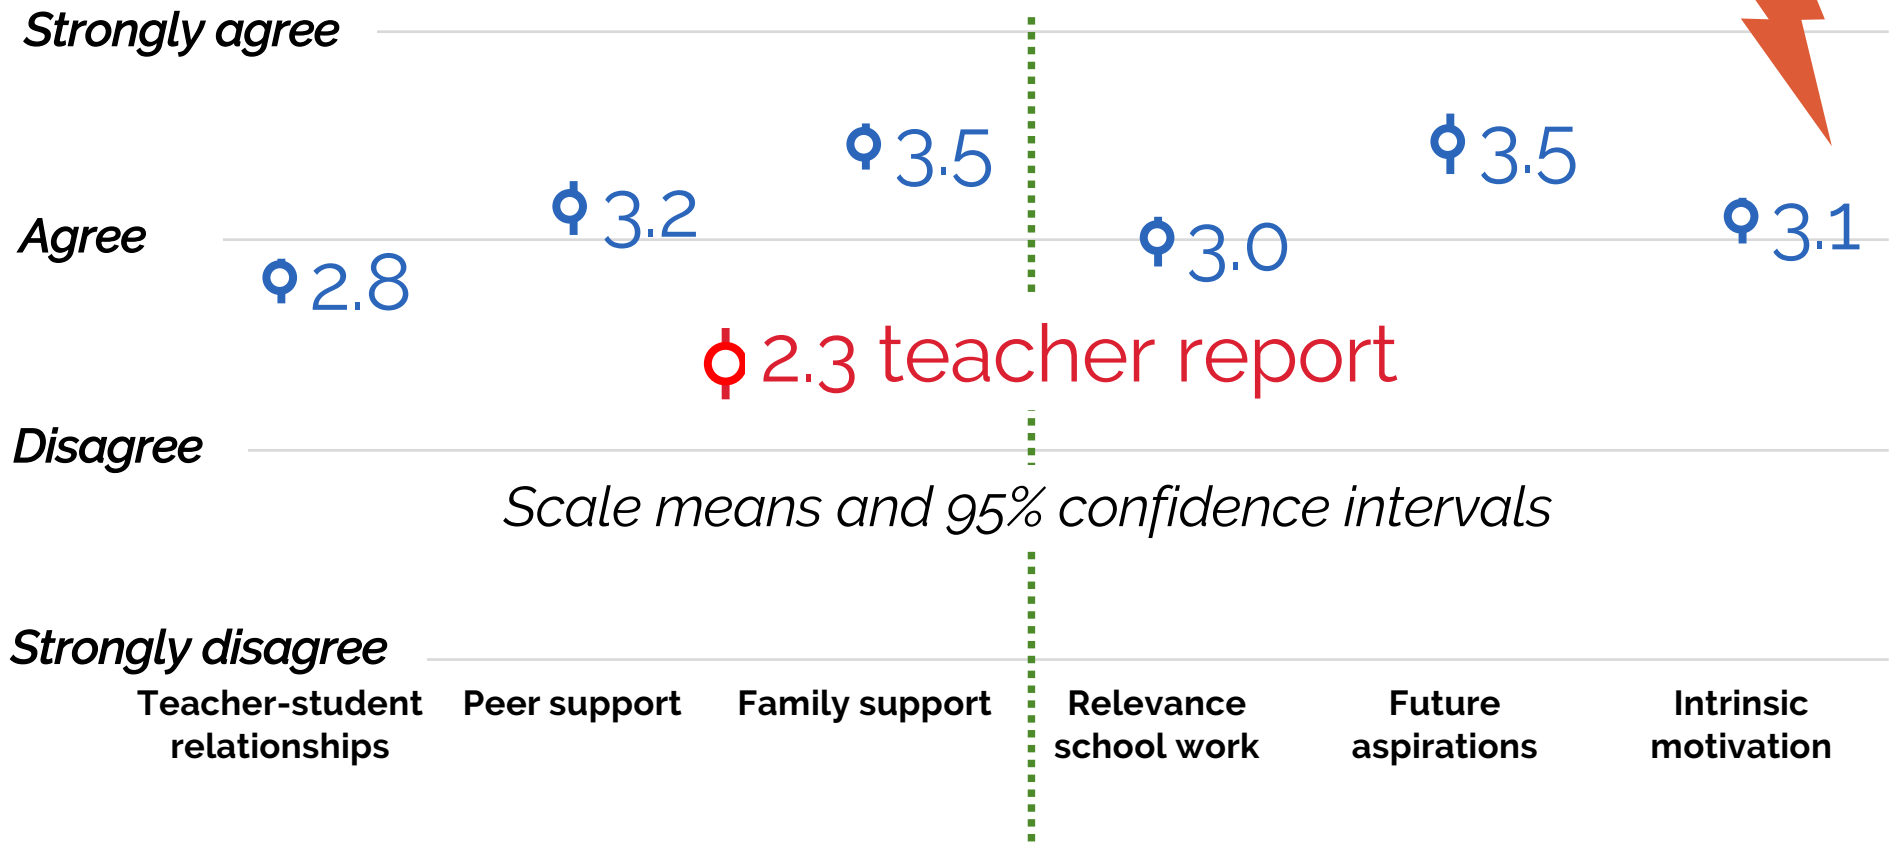 Strongly agree
3.5
3.5
3.2
3.1
Agree
3.0
2.8
2.3 teacher report
Disagree
Scale means and 95% confidence intervals
Strongly disagree
Teacher-student
relationships
Peer support
Family support
Relevance
school work
Future
aspirations
Intrinsic
motivation